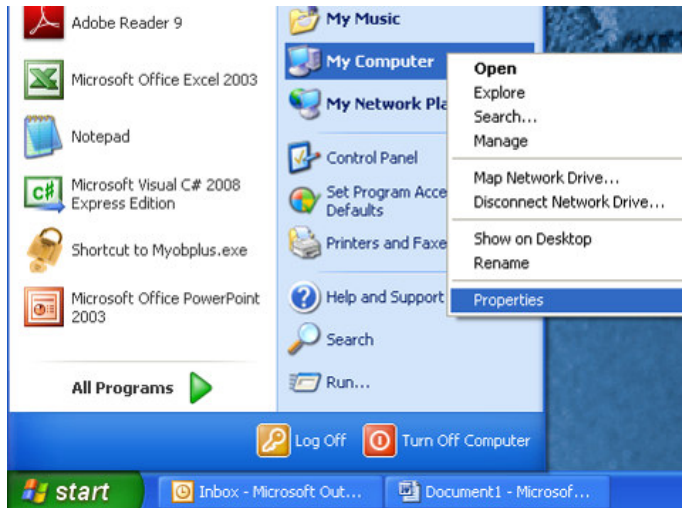 Adobe Reader 9
Microsoft Office Excel 2003
Notepad
C#
Microsoft Visual C# 2008
Express Edition
Shortcut to Myobplus.exe
Microsoft Office PowerPoint
2003
All Programs
My Music
My Computer
My Network Pla
Control Panel
Set Program Acce
Defaults
Printers and Faxe
Help and Support
Search
Run...
Open
Explore
Search...
Manage
Map Network Drive...
Disconnect Network Drive...
Show on Desktop
Rename
Properties
Log Off
Turn Off Computer
start
Inbox - Microsoft Out...
Document1 - Microsof...